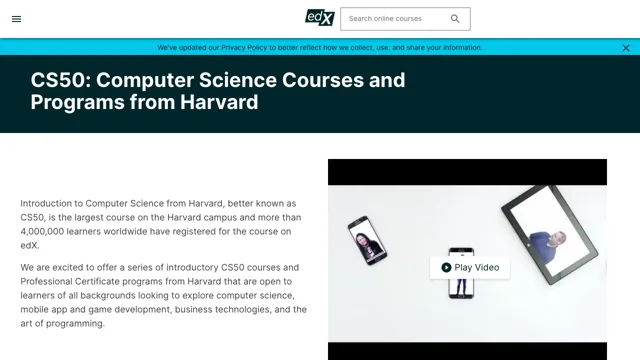 edX
Search online courses
We've updated our Privacy Policy to better reflect how we collect, use, and share your information.
CS50: Computer Science Courses and
Programs from Harvard
Introduction to Computer Science from Harvard, better known as
CS50, is the largest course on the Harvard campus and more than
4,000,000 learners worldwide have registered for the course on
edX.
We are excited to offer a series of introductory CS50 courses and
Professional Certificate programs from Harvard that are open to
learners of all backgrounds looking to explore computer science,
mobile app and game development, business technologies, and the
art of programming.
Play Video